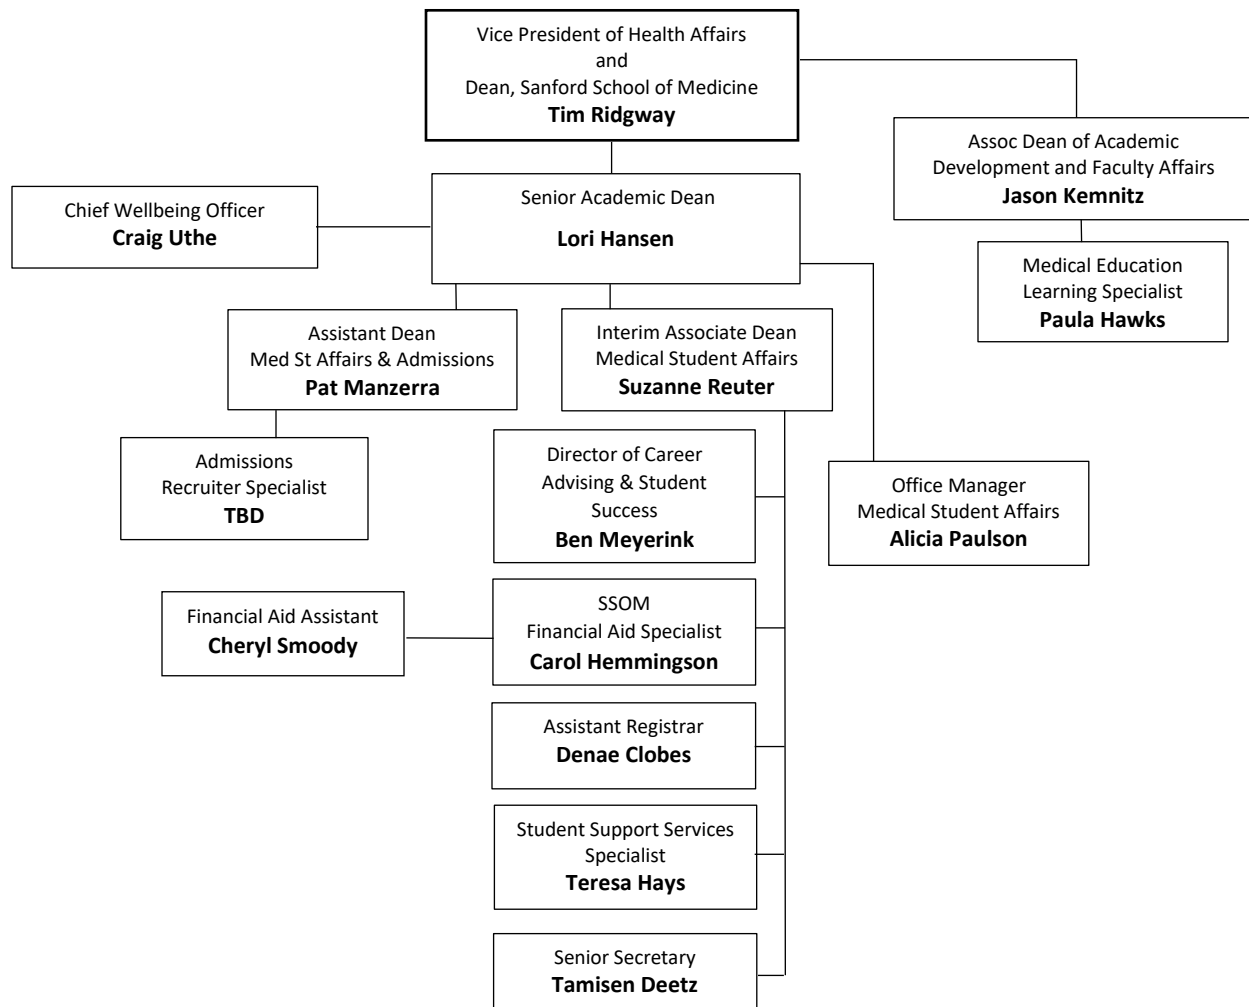 Vice President of Health Affairs
and
Dean, Sanford School of Medicine
Tim Ridgway
Assoc Dean of Academic
Development and Faculty Affairs
Jason Kemnitz
Senior Academic Dean
Lori Hansen
Chief Wellbeing Officer
Craig Uthe
Medical Education
Learning Specialist
Paula Hawks
Assistant Dean
Med St Affairs & Admissions
Pat Manzerra
Interim Associate Dean
Medical Student Affairs
Suzanne Reuter
Admissions
Recruiter Specialist
TBD
Director of Career
Advising & Student
Success
Ben Meyerink
Office Manager
Medical Student Affairs
Alicia Paulson
Financial Aid Assistant
Cheryl Smoody
SSOM
Financial Aid Specialist
Carol Hemmingson
Assistant Registrar
Denae Clobes
Student Support Services
Specialist
Teresa Hays
Senior Secretary
Tamisen Deetz